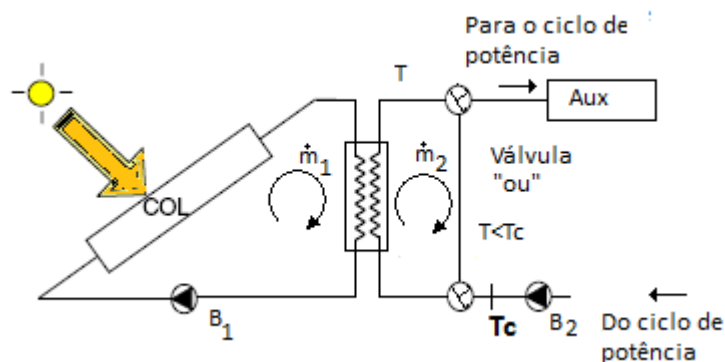 Para o ciclo de
potência
T
Aux
ṁ1
ṁ2
Válvula
"ou"
COL
T<Tc
B1
Tc
B2
Do ciclo de
potência